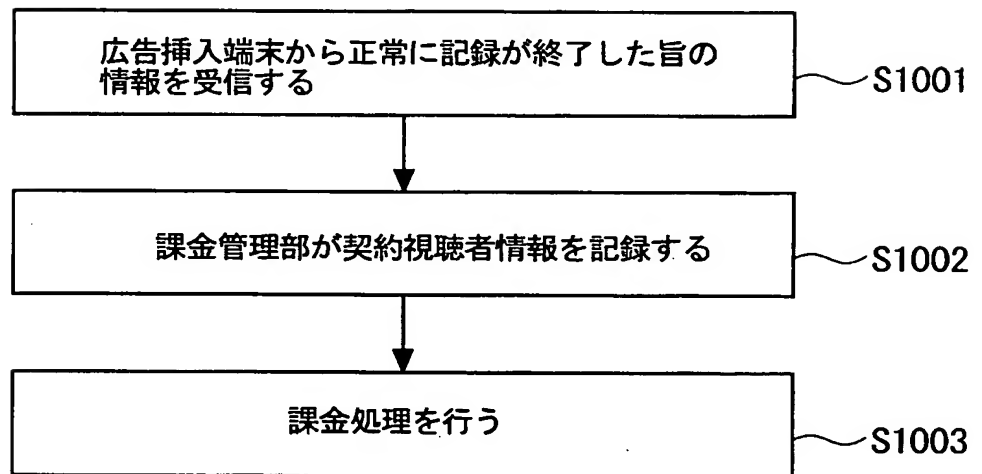 広告挿入端末から正常に記録が終了した旨の
情報を受信する
S1001
課金管理部が契約視聴者情報を記録する
S1002
課金処理を行う
S1003